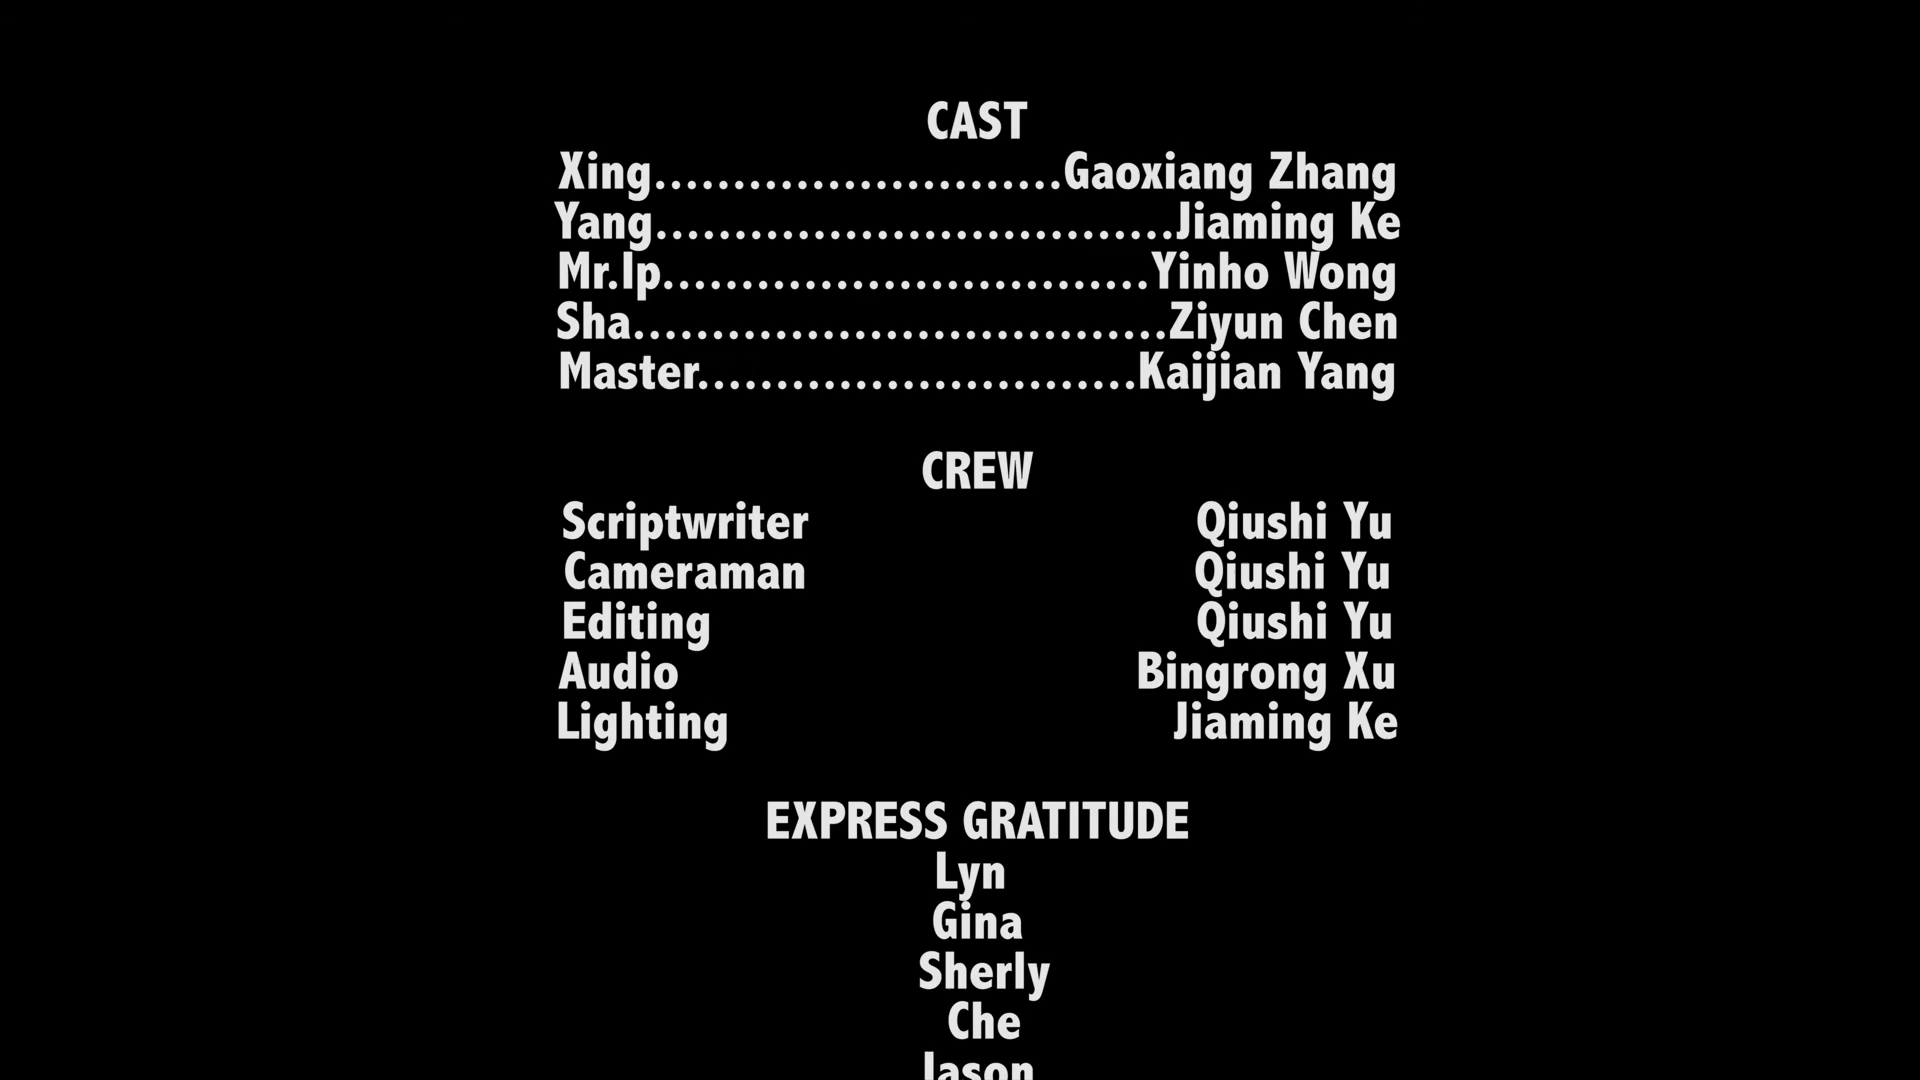 CAST
Xing..........................Gaoxiang Zhang
Yang.................................Jiaming Ke
Mr.Ip...............................Yinho Wong
Sha..................................Ziyun Chen
Master............................Kaijian Yang
CREW
Scriptwriter Qiushi Yu
Cameraman Qiushi Yu
Editing Qiushi Yu
Audio Bingrong Xu
Lighting Jiaming Ke
EXPRESS GRATITUDE
Lyn
Gina
Sherly
Che
Jason